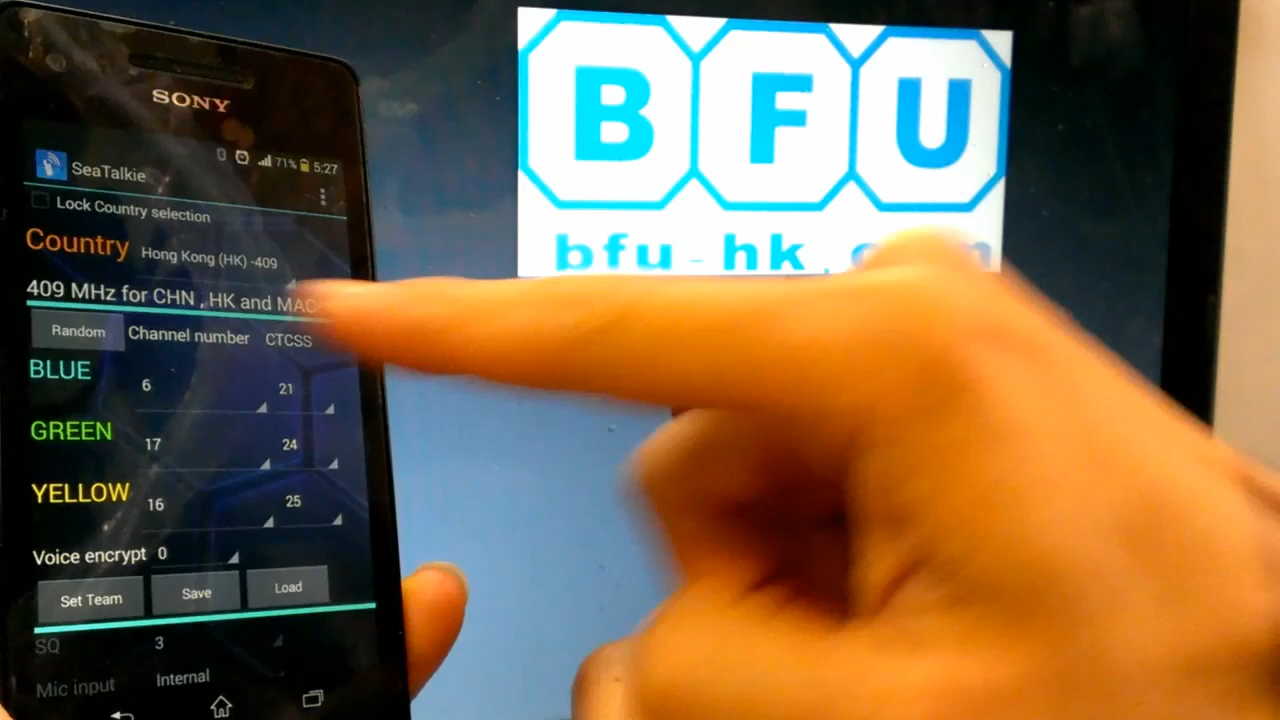 SONY
71% 5:27
SeaTalkie
Lock Country selection
Country Hong Kong (HK) -409
409 MHz for CHN , HK and MAC
Random Channel number CTCSS
BLUE 6 21
GREEN 17 24
YELLOW 16 25
Voice encrypt 0
Set Team Save Load
SQ 3
Mic input Internal
BFU
bfu-hk.